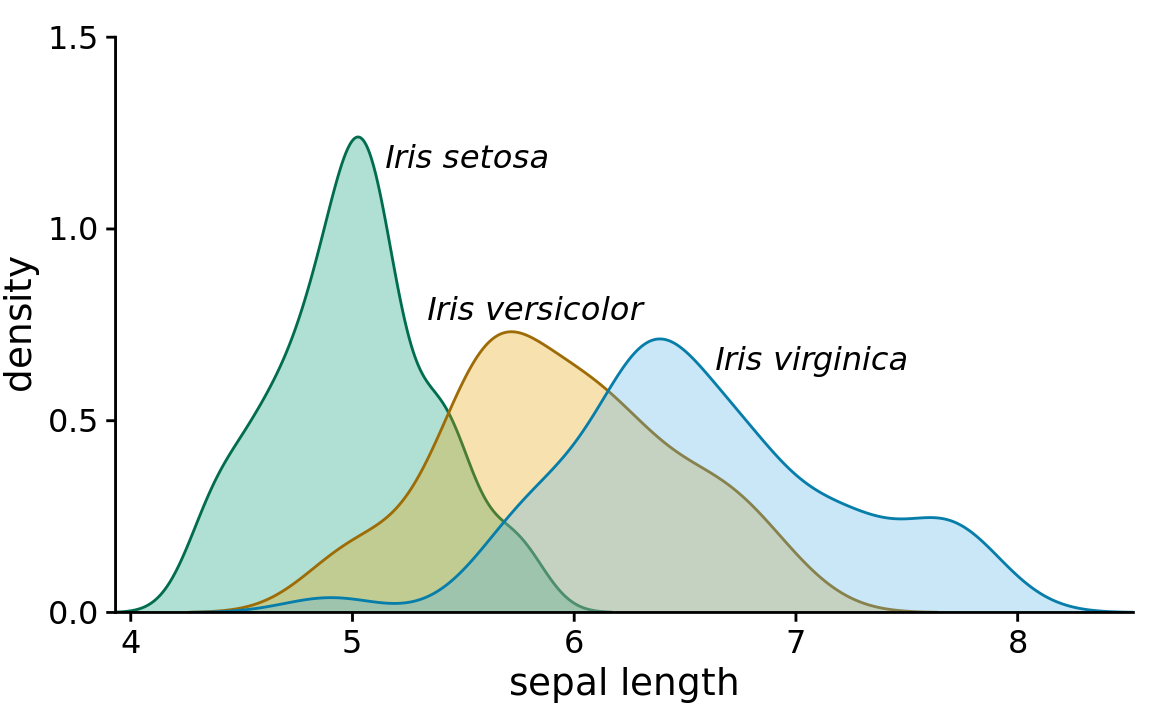 1.5
Iris setosa
1.0
Iris versicolor
Iris virginica
density
0.5
0.0
4 5 6 7 8
sepal length